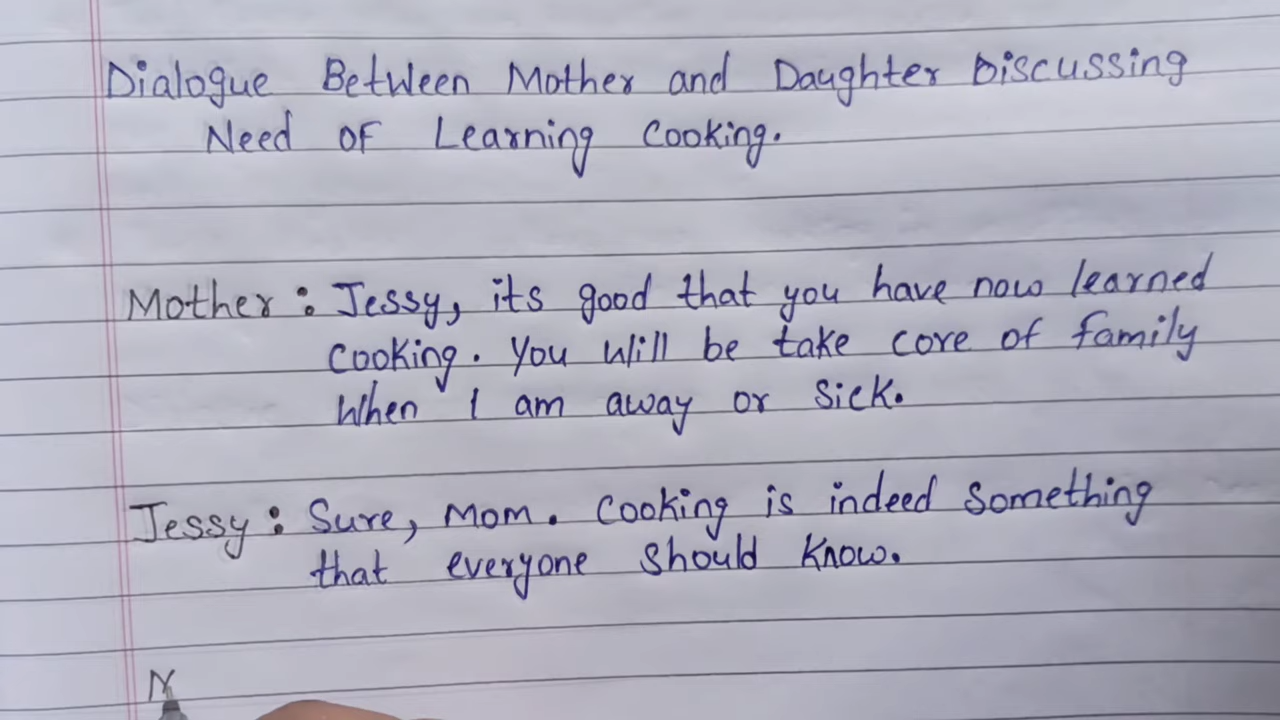 Dialogue Between Mother and Daughter Discussing
Need of Learning Cooking.
Mother : Jessy, its good that you have now learned
cooking. You will be take core of family
When I am away or Sick.
Jessy : Sure, Mom. Cooking is indeed Something
that everyone Should Know.